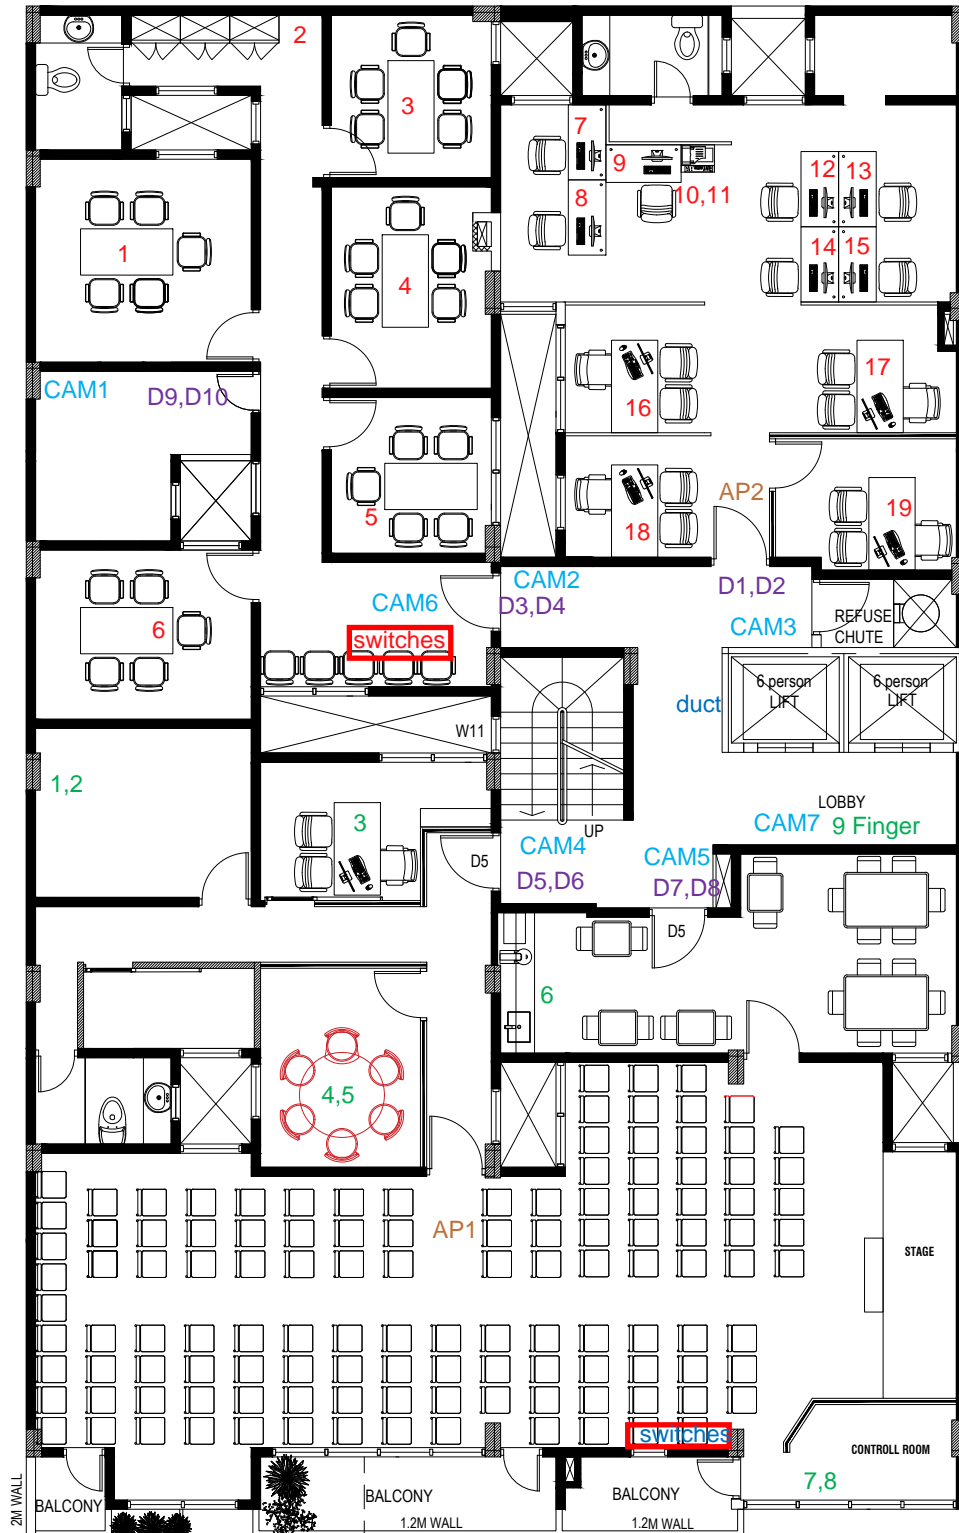 2
3
7
9
12 13
8
10,11
1
4
14 15
CAM1
D9,D10
17
16
5
AP2
18
19
CAM2
D1,D2
CAM6
D3,D4
6
switches
CAM3
REFUSE
CHUTE
6 person
LIFT
6 person
LIFT
duct
W11
1,2
LOBBY
3
UP
CAM7 9 Finger
CAM4
D5
CAM5
D5,D6
D7,D8
D5
6
4,5
AP1
STAGE
switches
CONTROLL ROOM
7,8
2M WALL
BALCONY
BALCONY
BALCONY
1.2M WALL
1.2M WALL